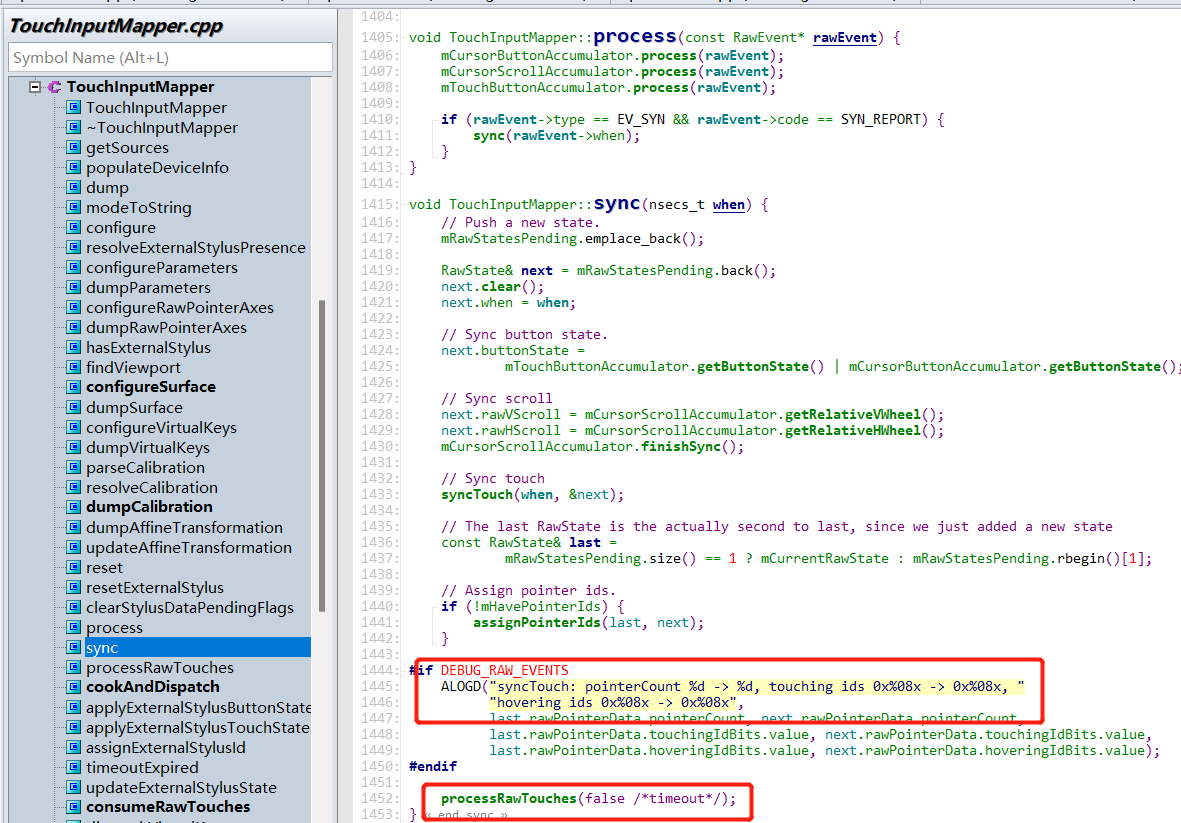 TouchInputMapper.cpp
Symbol Name (Alt+L)
TouchInputMapper
TouchInputMapper
~TouchInputMapper
getSources
populateDeviceInfo
dump
modeToString
configure
resolveExternalStylusPresence
configureParameters
dumpParameters
configureRawPointerAxes
dumpRawPointerAxes
hasExternalStylus
findViewport
configureSurface
dumpSurface
configureVirtualKeys
dumpVirtualKeys
parseCalibration
resolveCalibration
dumpCalibration
dumpAffineTransformation
updateAffineTransformation
reset
resetExternalStylus
clearStylusDataPendingFlags
process
sync
processRawTouches
cookAndDispatch
applyExternalStylusButtonState
applyExternalStylusTouchState
assignExternalStylusId
timeoutExpired
updateExternalStylusState
consumeRawTouches
1404:
1405: void TouchInputMapper::process(const RawEvent* rawEvent) {
1406: mCursorButtonAccumulator.process(rawEvent);
1407: mCursorScrollAccumulator.process(rawEvent);
1408: mTouchButtonAccumulator.process(rawEvent);
1409:
1410: if (rawEvent->type == EV_SYN && rawEvent->code == SYN_REPORT) {
1411: sync(rawEvent->when);
1412: }
1413: }
1414:
1415: void TouchInputMapper::sync(nsecs_t when) {
1416: // Push a new state.
1417: mRawStatesPending.emplace_back();
1418:
1419: RawState& next = mRawStatesPending.back();
1420: next.clear();
1421: next.when = when;
1422:
1423: // Sync button state.
1424: next.buttonState =
1425: mTouchButtonAccumulator.getButtonState() | mCursorButtonAccumulator.getButtonState();
1426:
1427: // Sync scroll
1428: next.rawVScroll = mCursorScrollAccumulator.getRelativeVWheel();
1429: next.rawHScroll = mCursorScrollAccumulator.getRelativeHWheel();
1430: mCursorScrollAccumulator.finishSync();
1431:
1432: // Sync touch
1433: syncTouch(when, &next);
1434:
1435: // The last RawState is the actually second to last, since we just added a new state
1436: const RawState& last =
1437: mRawStatesPending.size() == 1 ? mCurrentRawState : mRawStatesPending.rbegin()[1];
1438:
1439: // Assign pointer ids.
1440: if (!mHavePointerIds) {
1441: assignPointerIds(last, next);
1442: }
1443:
1444: #if DEBUG_RAW_EVENTS
1445: ALOGD("syncTouch: pointerCount %d -> %d, touching ids 0x%08x -> 0x%08x, "
1446: "hovering ids 0x%08x -> 0x%08x",
1447: last.rawPointerData.pointerCount, next.rawPointerData.pointerCount,
1448: last.rawPointerData.touchingIdBits.value, next.rawPointerData.touchingIdBits.value,
1449: last.rawPointerData.hoveringIdBits.value, next.rawPointerData.hoveringIdBits.value);
1450: #endif
1451:
1452: processRawTouches(false /*timeout*/);
1453: } « end sync »